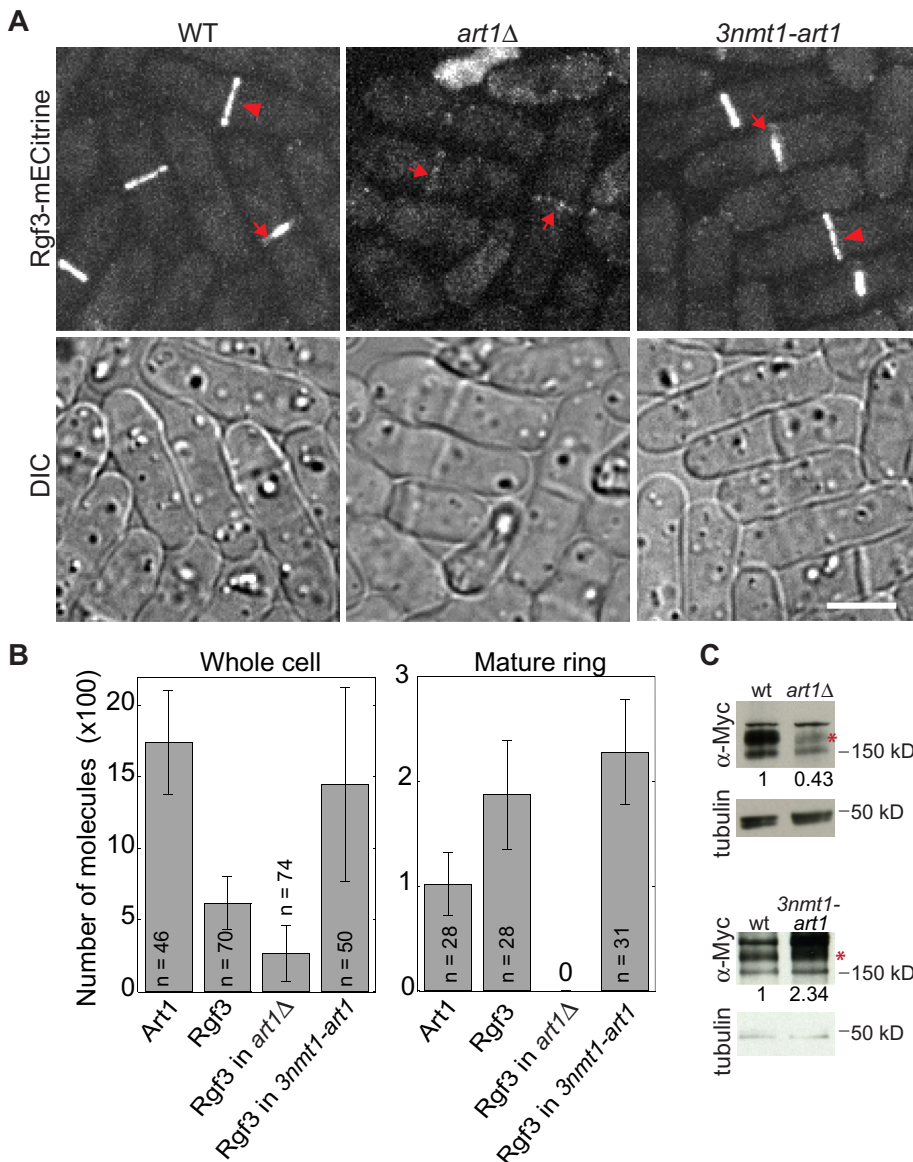 A
WT
art1Δ
3nmt1-art1
Rgf3-mECitrine
DIC
B
Whole cell
Mature ring
Number of molecules (x100)
20
15
10
5
0
n = 46
n = 70
n = 74
n = 50
Art1
Rgf3
Rgf3 in art1Δ
Rgf3 in 3nmt1-art1
3
2
1
0
n = 28
n = 28
0
n = 31
Art1
Rgf3
Rgf3 in art1Δ
Rgf3 in 3nmt1-art1
C
wt art1Δ
α-Myc
*
–150 kD
1 0.43
tubulin
–50 kD
wt 3nmt1-
art1
α-Myc
*
–150 kD
1 2.34
tubulin
–50 kD